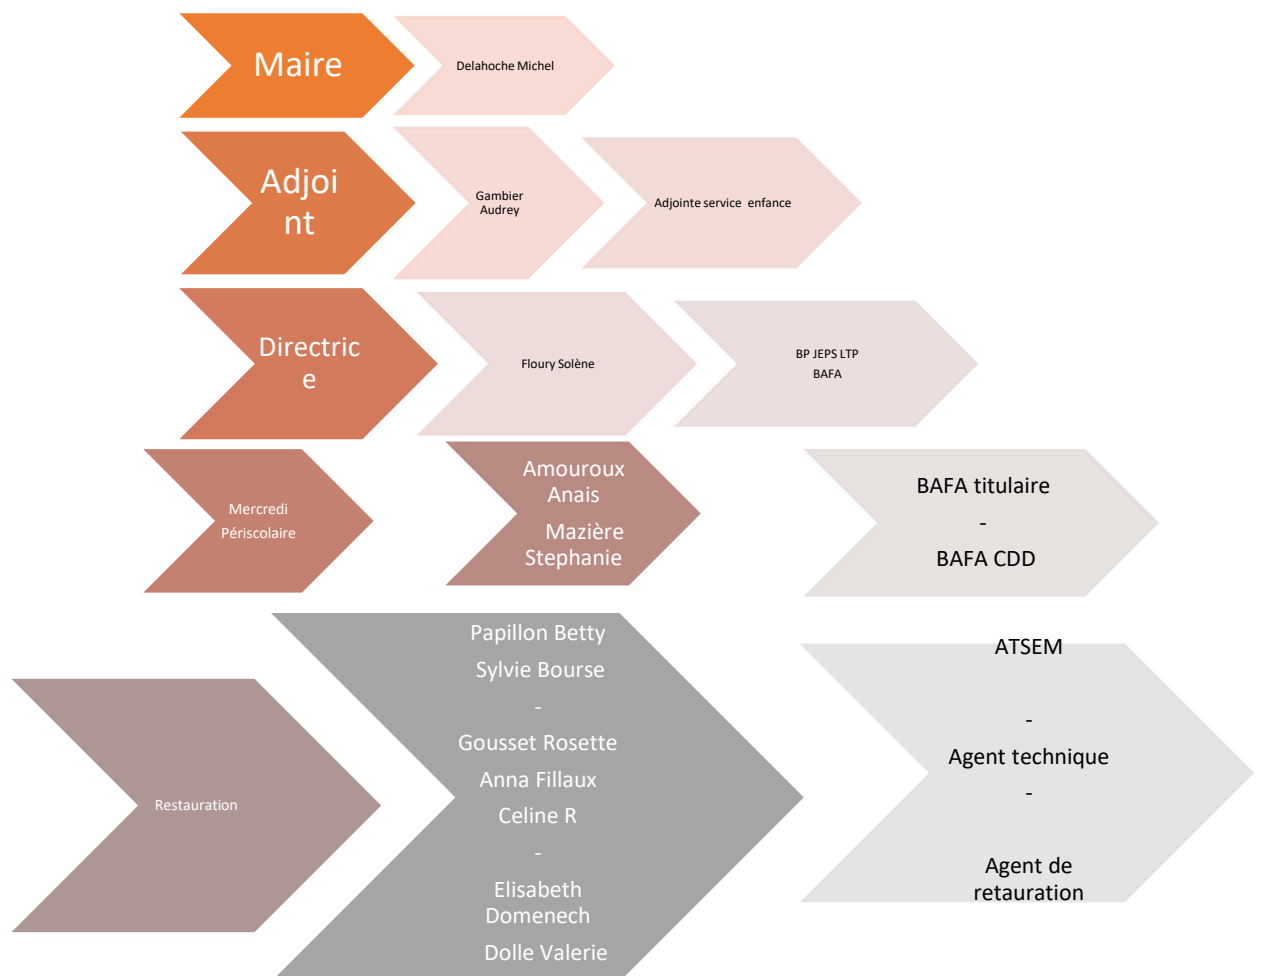 Maire
Delahoche Michel
Adjoi
nt
Gambier
Audrey
Adjointe service  enfance
Directric
e
Floury Solène
BP JEPS LTP
BAFA
Mercredi
Périscolaire
Amouroux
Anais
Mazière
Stephanie
BAFA titulaire
-
BAFA CDD
Restauration
Papillon Betty
Sylvie Bourse
-
Gousset Rosette
Anna Fillaux
Celine R
-
Elisabeth
Domenech
Dolle Valerie
ATSEM
-
Agent technique
-
Agent de
retauration